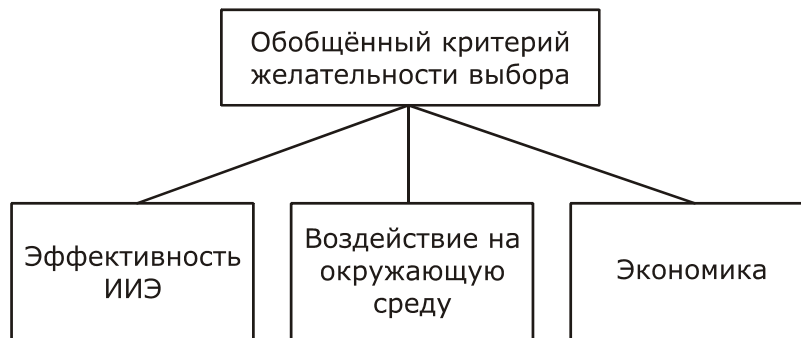 Обобщённый критерий
желательности выбора
Эффективность
ИИЭ
Воздействие на
окружающую
среду
Экономика